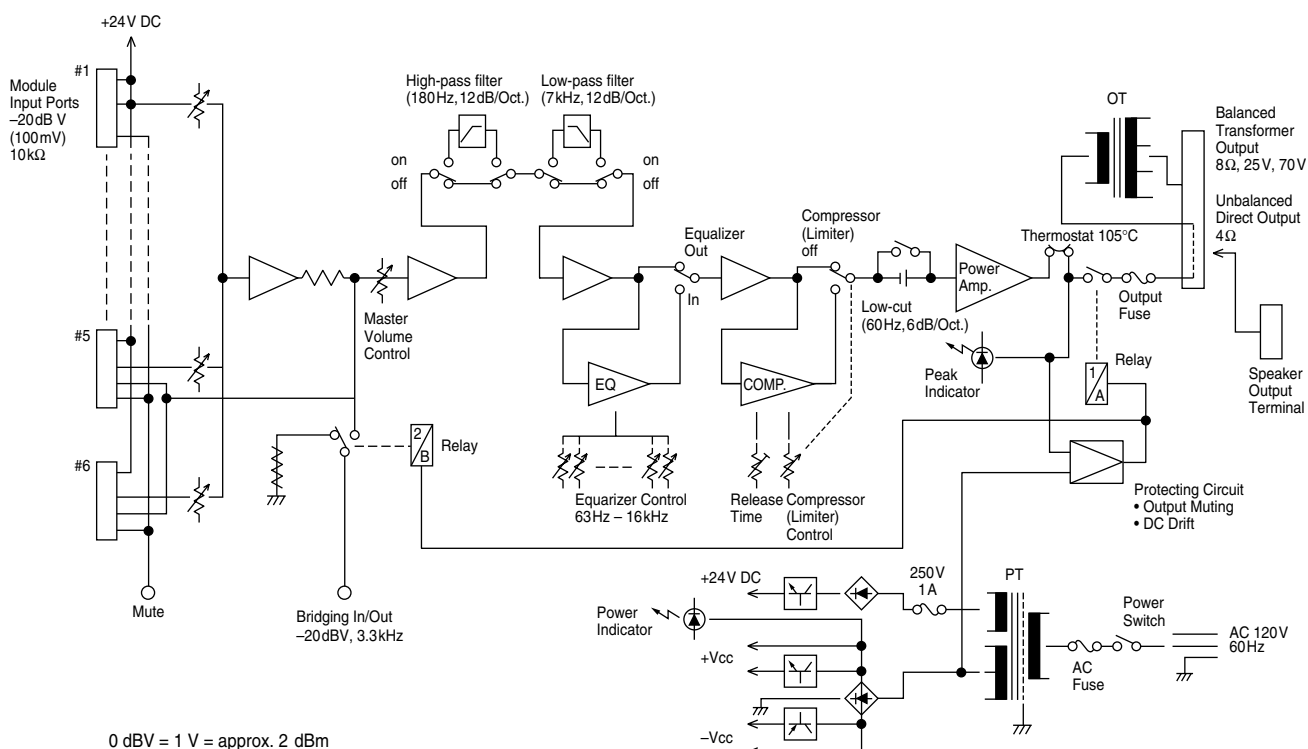 +24V DC
#1
Module
Input Ports
–20dB V
(100mV)
10kΩ
#5
#6
Mute
High-pass filter
(180Hz, 12dB/Oct.)
Low-pass filter
(7kHz, 12dB/Oct.)
on
off
on
off
Master
Volume
Control
2
B
Relay
Bridging In/Out
–20dBV, 3.3kHz
Equalizer
Out
In
EQ
Equarizer Control
63Hz – 16kHz
Compressor
(Limiter)
off
COMP.
Release
Time
Compressor
(Limiter)
Control
Low-cut
(60Hz, 6dB/Oct.)
Power
Amp.
Thermostat 105°C
Peak
Indicator
OT
Balanced
Transformer
Output
8Ω, 25V, 70V
Unbalanced
Direct Output
4Ω
Output
Fuse
1
A
Relay
Speaker
Output
Terminal
Protecting Circuit
• Output Muting
• DC Drift
+24V DC
250V
1A
PT
Power
Indicator
+Vcc
–Vcc
Power
Switch
AC
Fuse
AC 120V
60Hz
0 dBV = 1 V = approx. 2 dBm